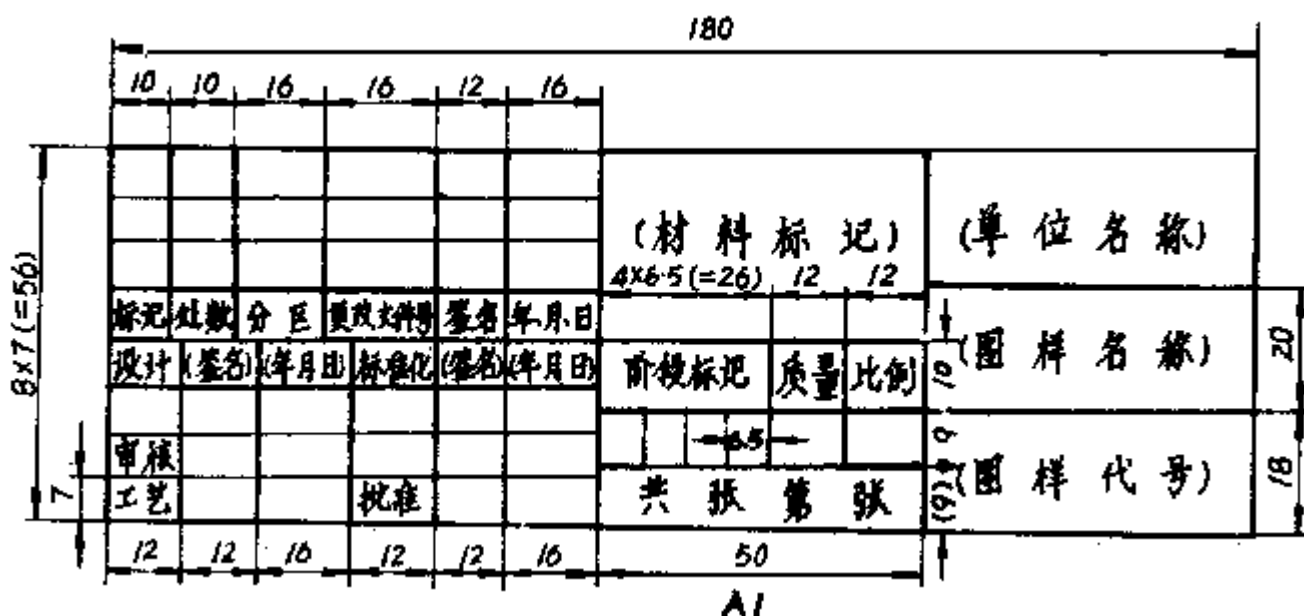 180
10 10 16 16 12 16
(材料标记) (单位名称)
4×6.5(=26) 12 12
标记 处数 分区 更改文件号 签名 年.月.日
8×7(=56)
设计 (签名) (年月日) 标准化 (签名) (年月日) 阶段标记 质量 比例 10 (图样名称) 20
6.5 9
审核
7 工艺 批准 共 张 第 张 (9) (图样代号) 18
12 12 16 12 12 16 50
A1